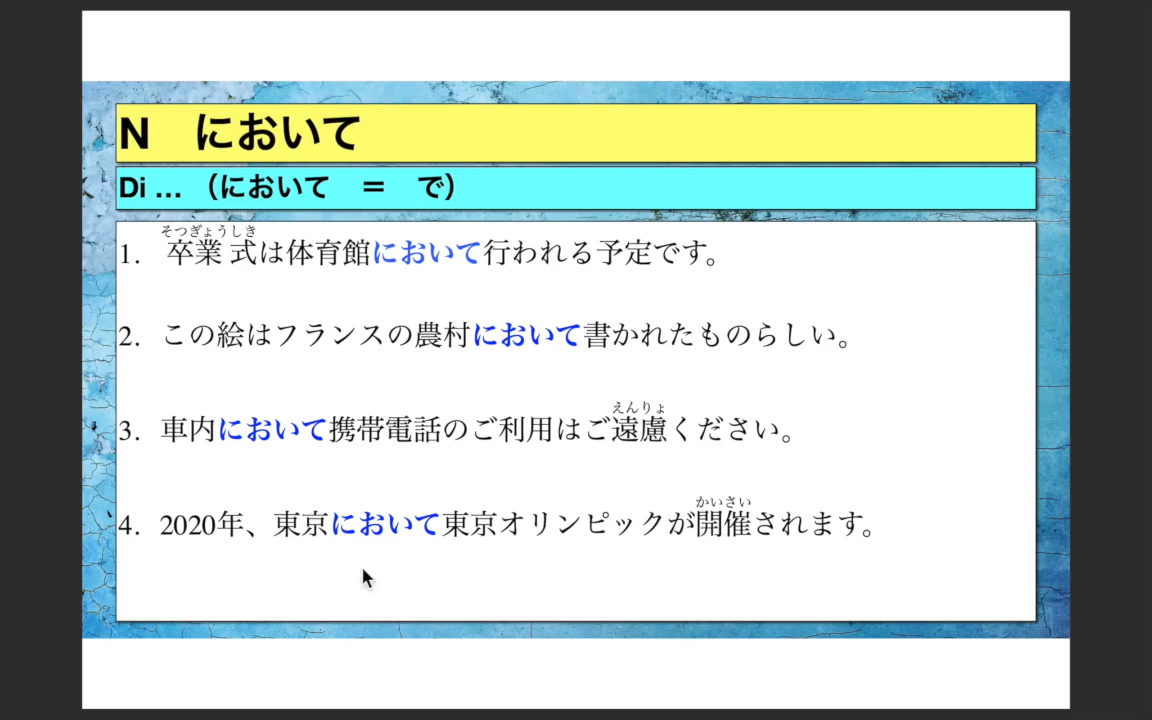 N　において
Di ...（において　＝　で）
そつぎょうしき
1. 卒業式は体育館において行われる予定です。
2. この絵はフランスの農村において書かれたものらしい。
えんりょ
3. 車内において携帯電話のご利用はご遠慮ください。
かいさい
4. 2020年、東京において東京オリンピックが開催されます。